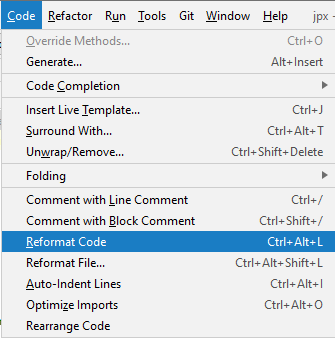 Code Refactor Run Tools Git Window Help jpx
Override Methods... Ctrl+O
Generate... Alt+Insert
Code Completion
Insert Live Template... Ctrl+J
Surround With... Ctrl+Alt+T
Unwrap/Remove... Ctrl+Shift+Delete
Folding
Comment with Line Comment Ctrl+/
Comment with Block Comment Ctrl+Shift+/
Reformat Code Ctrl+Alt+L
Reformat File... Ctrl+Alt+Shift+L
Auto-Indent Lines Ctrl+Alt+I
Optimize Imports Ctrl+Alt+O
Rearrange Code